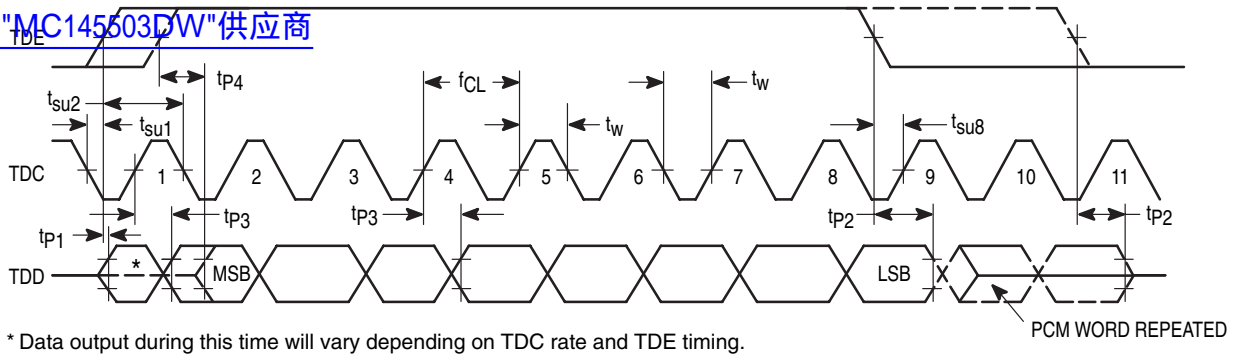 "MC145503DW"供应商
TDE
tP4
fCL
tw
tsu2
tsu1
tw
tsu8
TDC
1 2 3 4 5 6 7 8 9 10 11
tP3
tP3
tP2
tP2
tP1
TDD
*
MSB
LSB
PCM WORD REPEATED
* Data output during this time will vary depending on TDC rate and TDE timing.